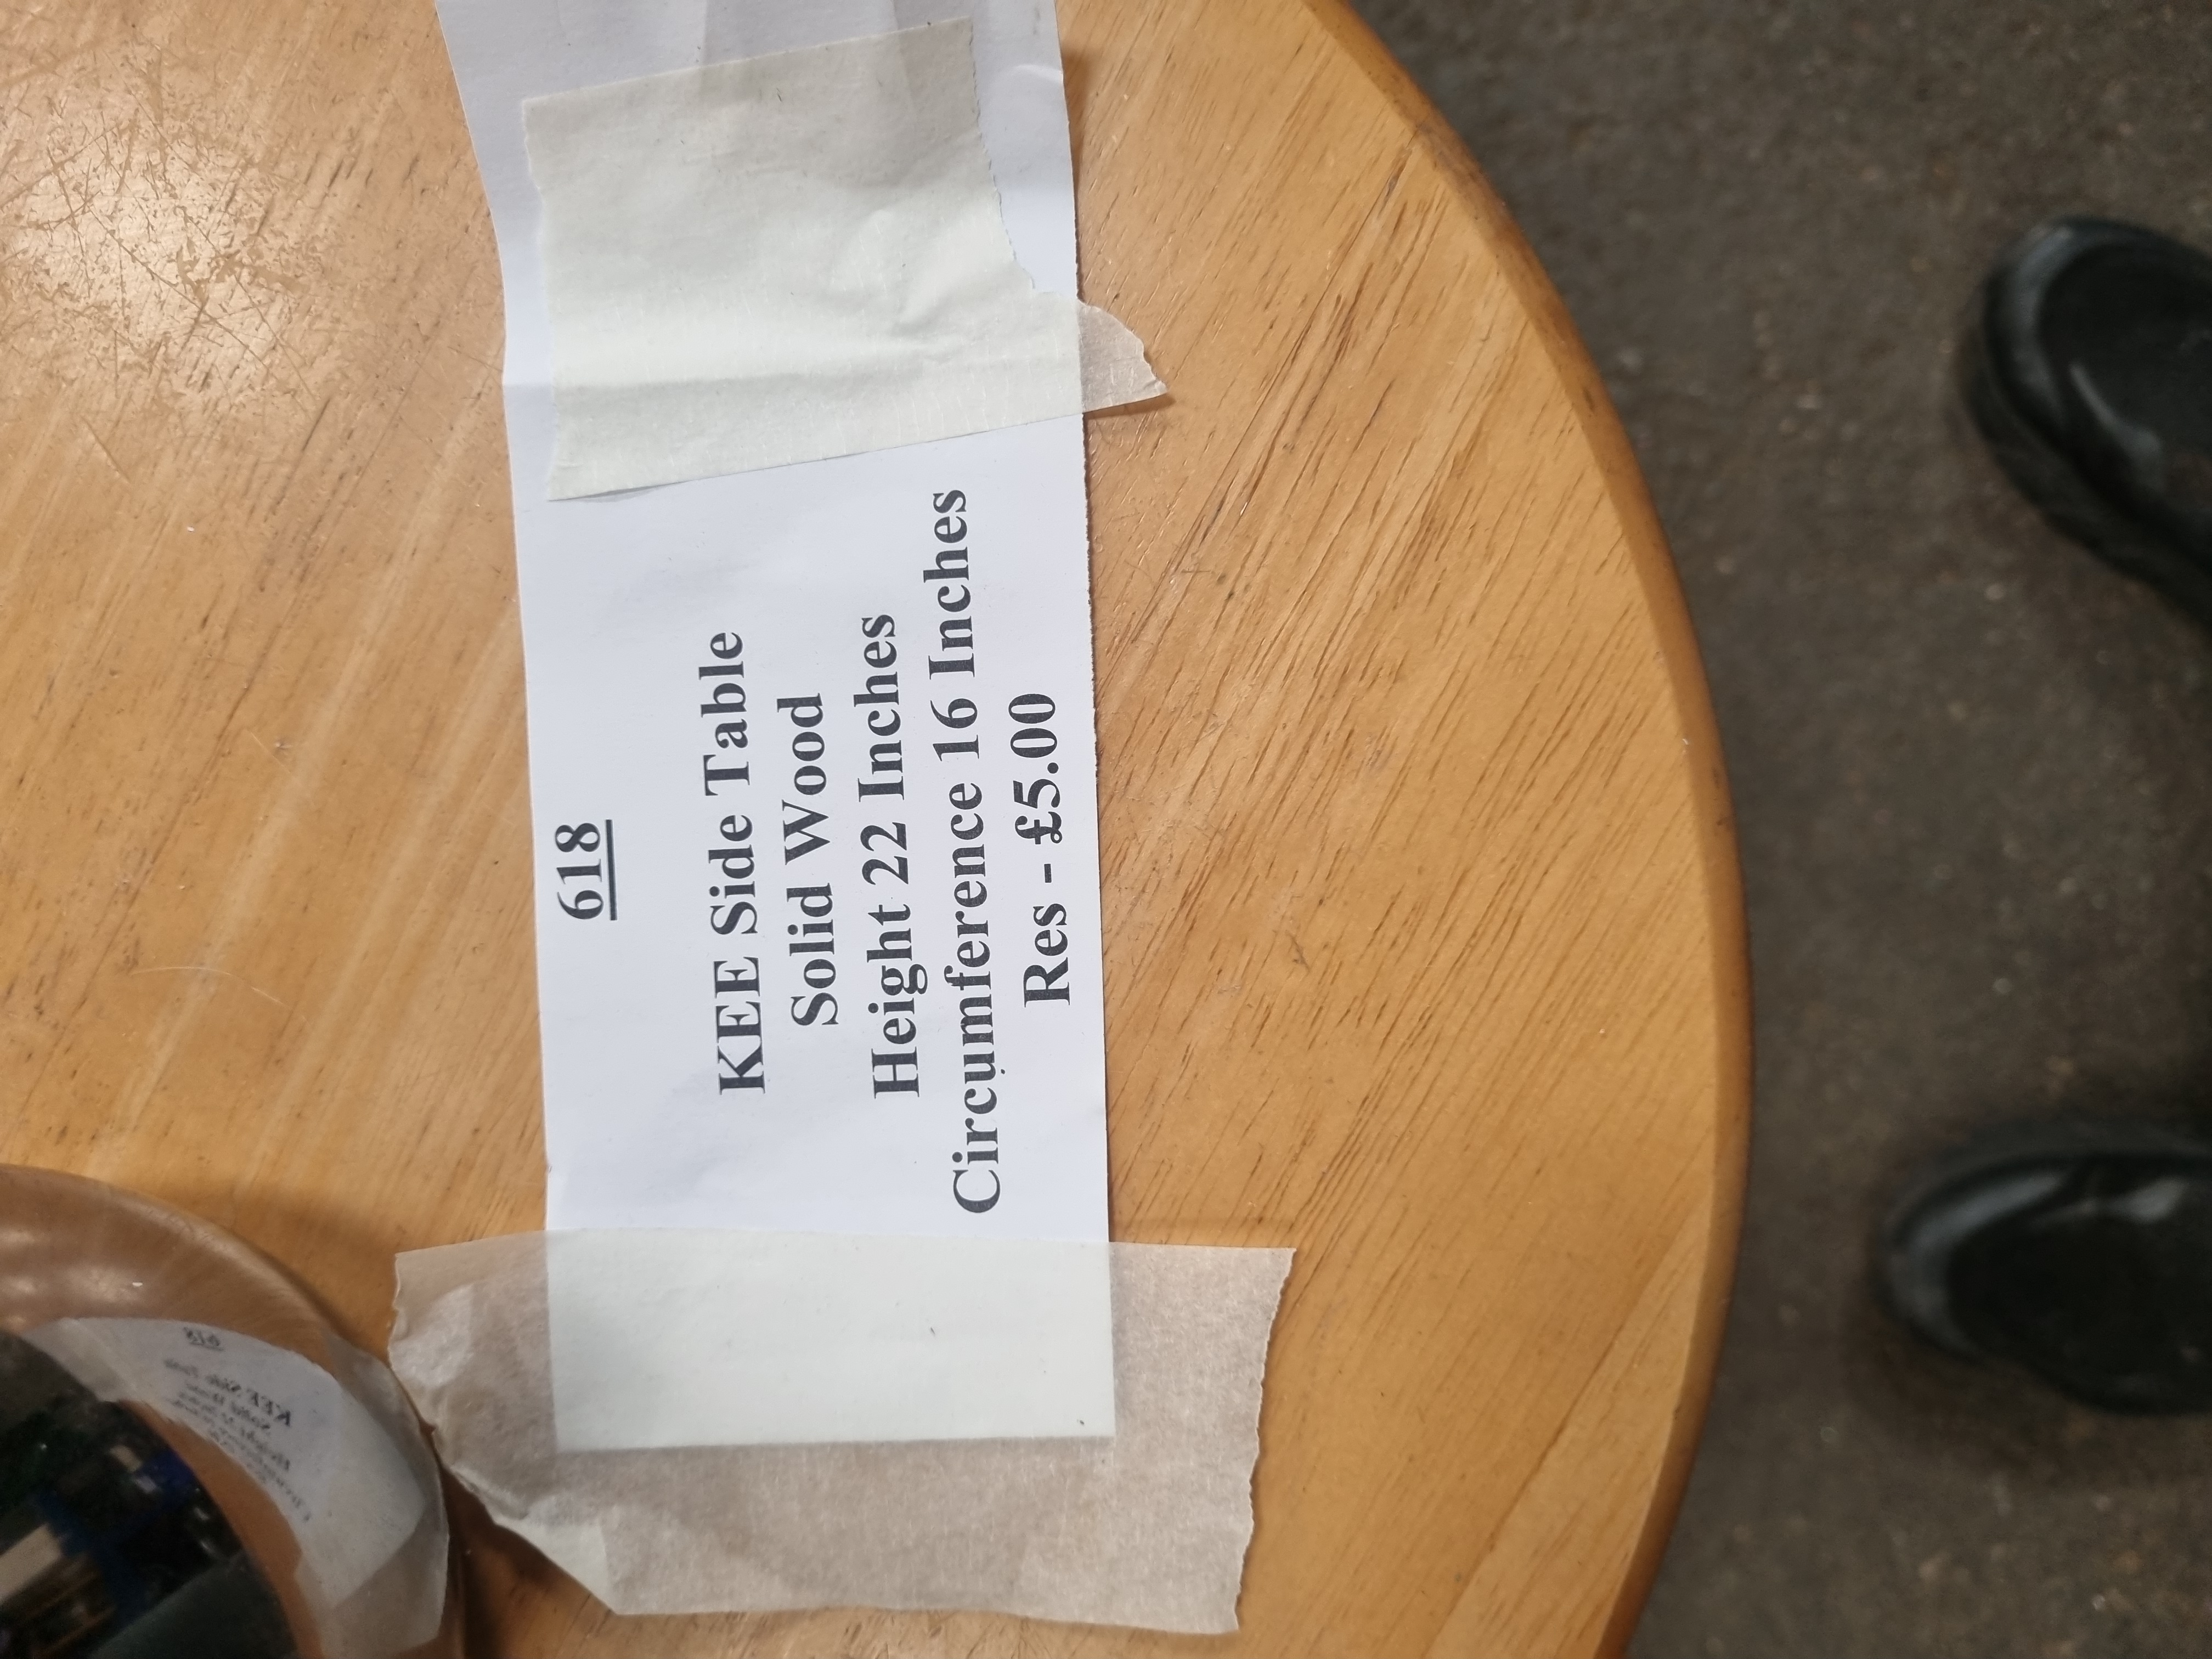 618
KEE Side Table
Solid Wood
Height 22 Inches
Circumference 16 Inches
Res - £5.00